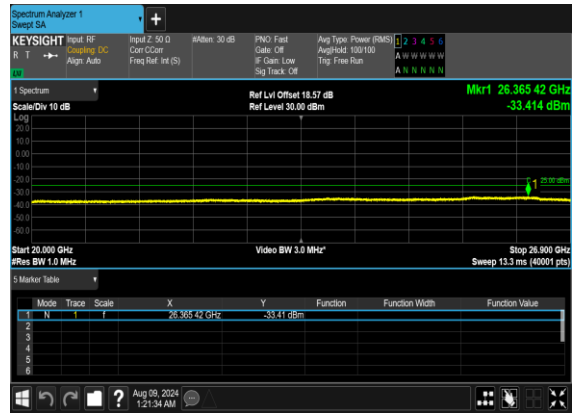 Spectrum Analyzer 1
Swept SA
+
KEYSIGHT Input: RF Input Z: 50 Ω #Atten: 30 dB PNO: Fast Avg Type: Power (RMS) 1 2 3 4 5 6
R T Coupling: DC Corr CCorr Gate: Off Avg|Hold: 100/100 A W W W W W
Align: Auto Freq Ref: Int (S) IF Gain: Low Trig: Free Run
Sig Track: Off A N N N N N
1 Spectrum
Ref Lvl Offset 18.57 dB Mkr1 26.365 42 GHz
Scale/Div 10 dB Ref Level 30.00 dBm -33.414 dBm
Log
20.0
10.0
0.00
-10.0
-20.0
-30.0
-40.0
-50.0
-60.0
1
Start 20.000 GHz Video BW 3.0 MHz* Stop 26.900 GHz
#Res BW 1.0 MHz Sweep 13.3 ms (40001 pts)
5 Marker Table
Mode Trace Scale X Y Function Function Width Function Value
1 N 1 f 26.365 42 GHz -33.41 dBm
2
3
4
5
6
? Aug 09, 2024
1:21:34 AM